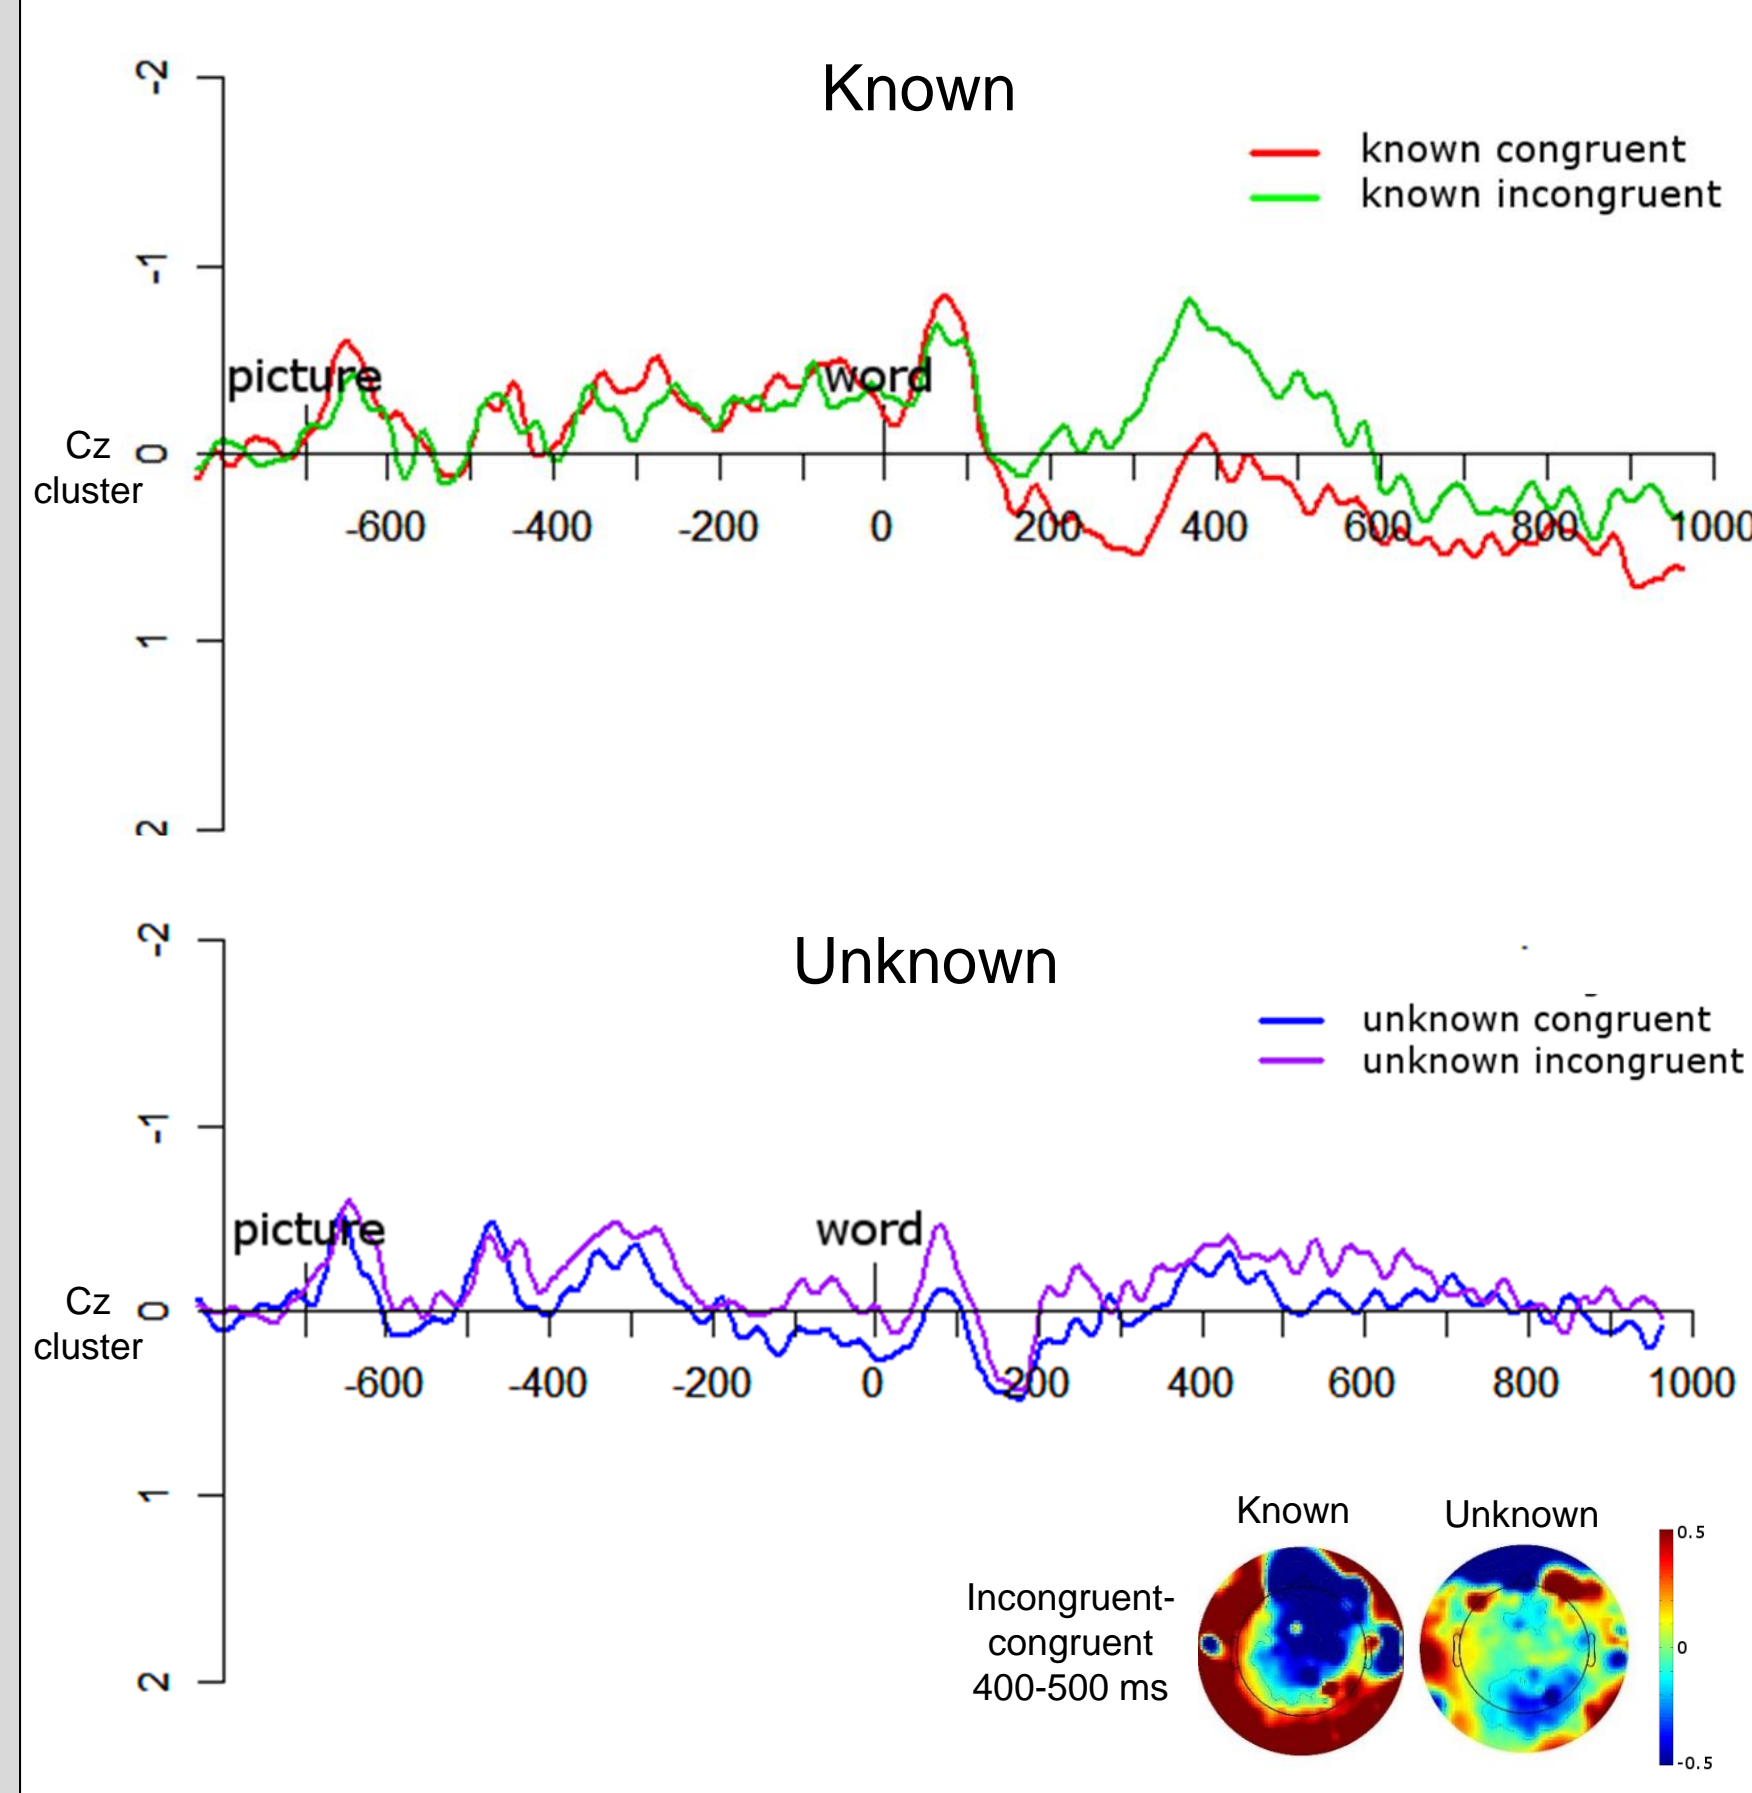 Known
known congruent
known incongruent
-2
-1
0
1
2
picture
word
Cz
cluster
-600 -400 -200 0 200 400 600 800 1000
Unknown
unknown congruent
unknown incongruent
-2
-1
0
1
2
picture
word
Cz
cluster
-600 -400 -200 0 200 400 600 800 1000
Known Unknown
Incongruent-
congruent
400-500 ms
0.5
0
-0.5